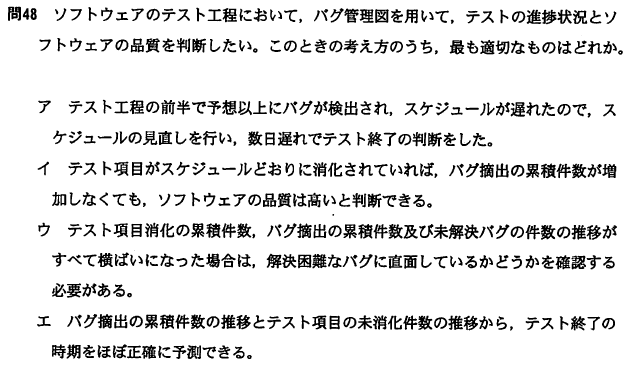 問48 ソフトウェアのテスト工程において，バグ管理図を用いて，テストの進捗状況とソ
フトウェアの品質を判断したい。このときの考え方のうち，最も適切なものはどれか。
ア テスト工程の前半で予想以上にバグが検出され，スケジュールが遅れたので，ス
ケジュールの見直しを行い，数日遅れでテスト終了の判断をした。
イ テスト項目がスケジュールどおりに消化されていれば，バグ摘出の累積件数が増
加しなくても，ソフトウェアの品質は高いと判断できる。
ウ テスト項目消化の累積件数，バグ摘出の累積件数及び未解決バグの件数の推移が
すべて横ばいになった場合は，解決困難なバグに直面しているかどうかを確認する
必要がある。
エ バグ摘出の累積件数の推移とテスト項目の未消化件数の推移から，テスト終了の
時期をほぼ正確に予測できる。